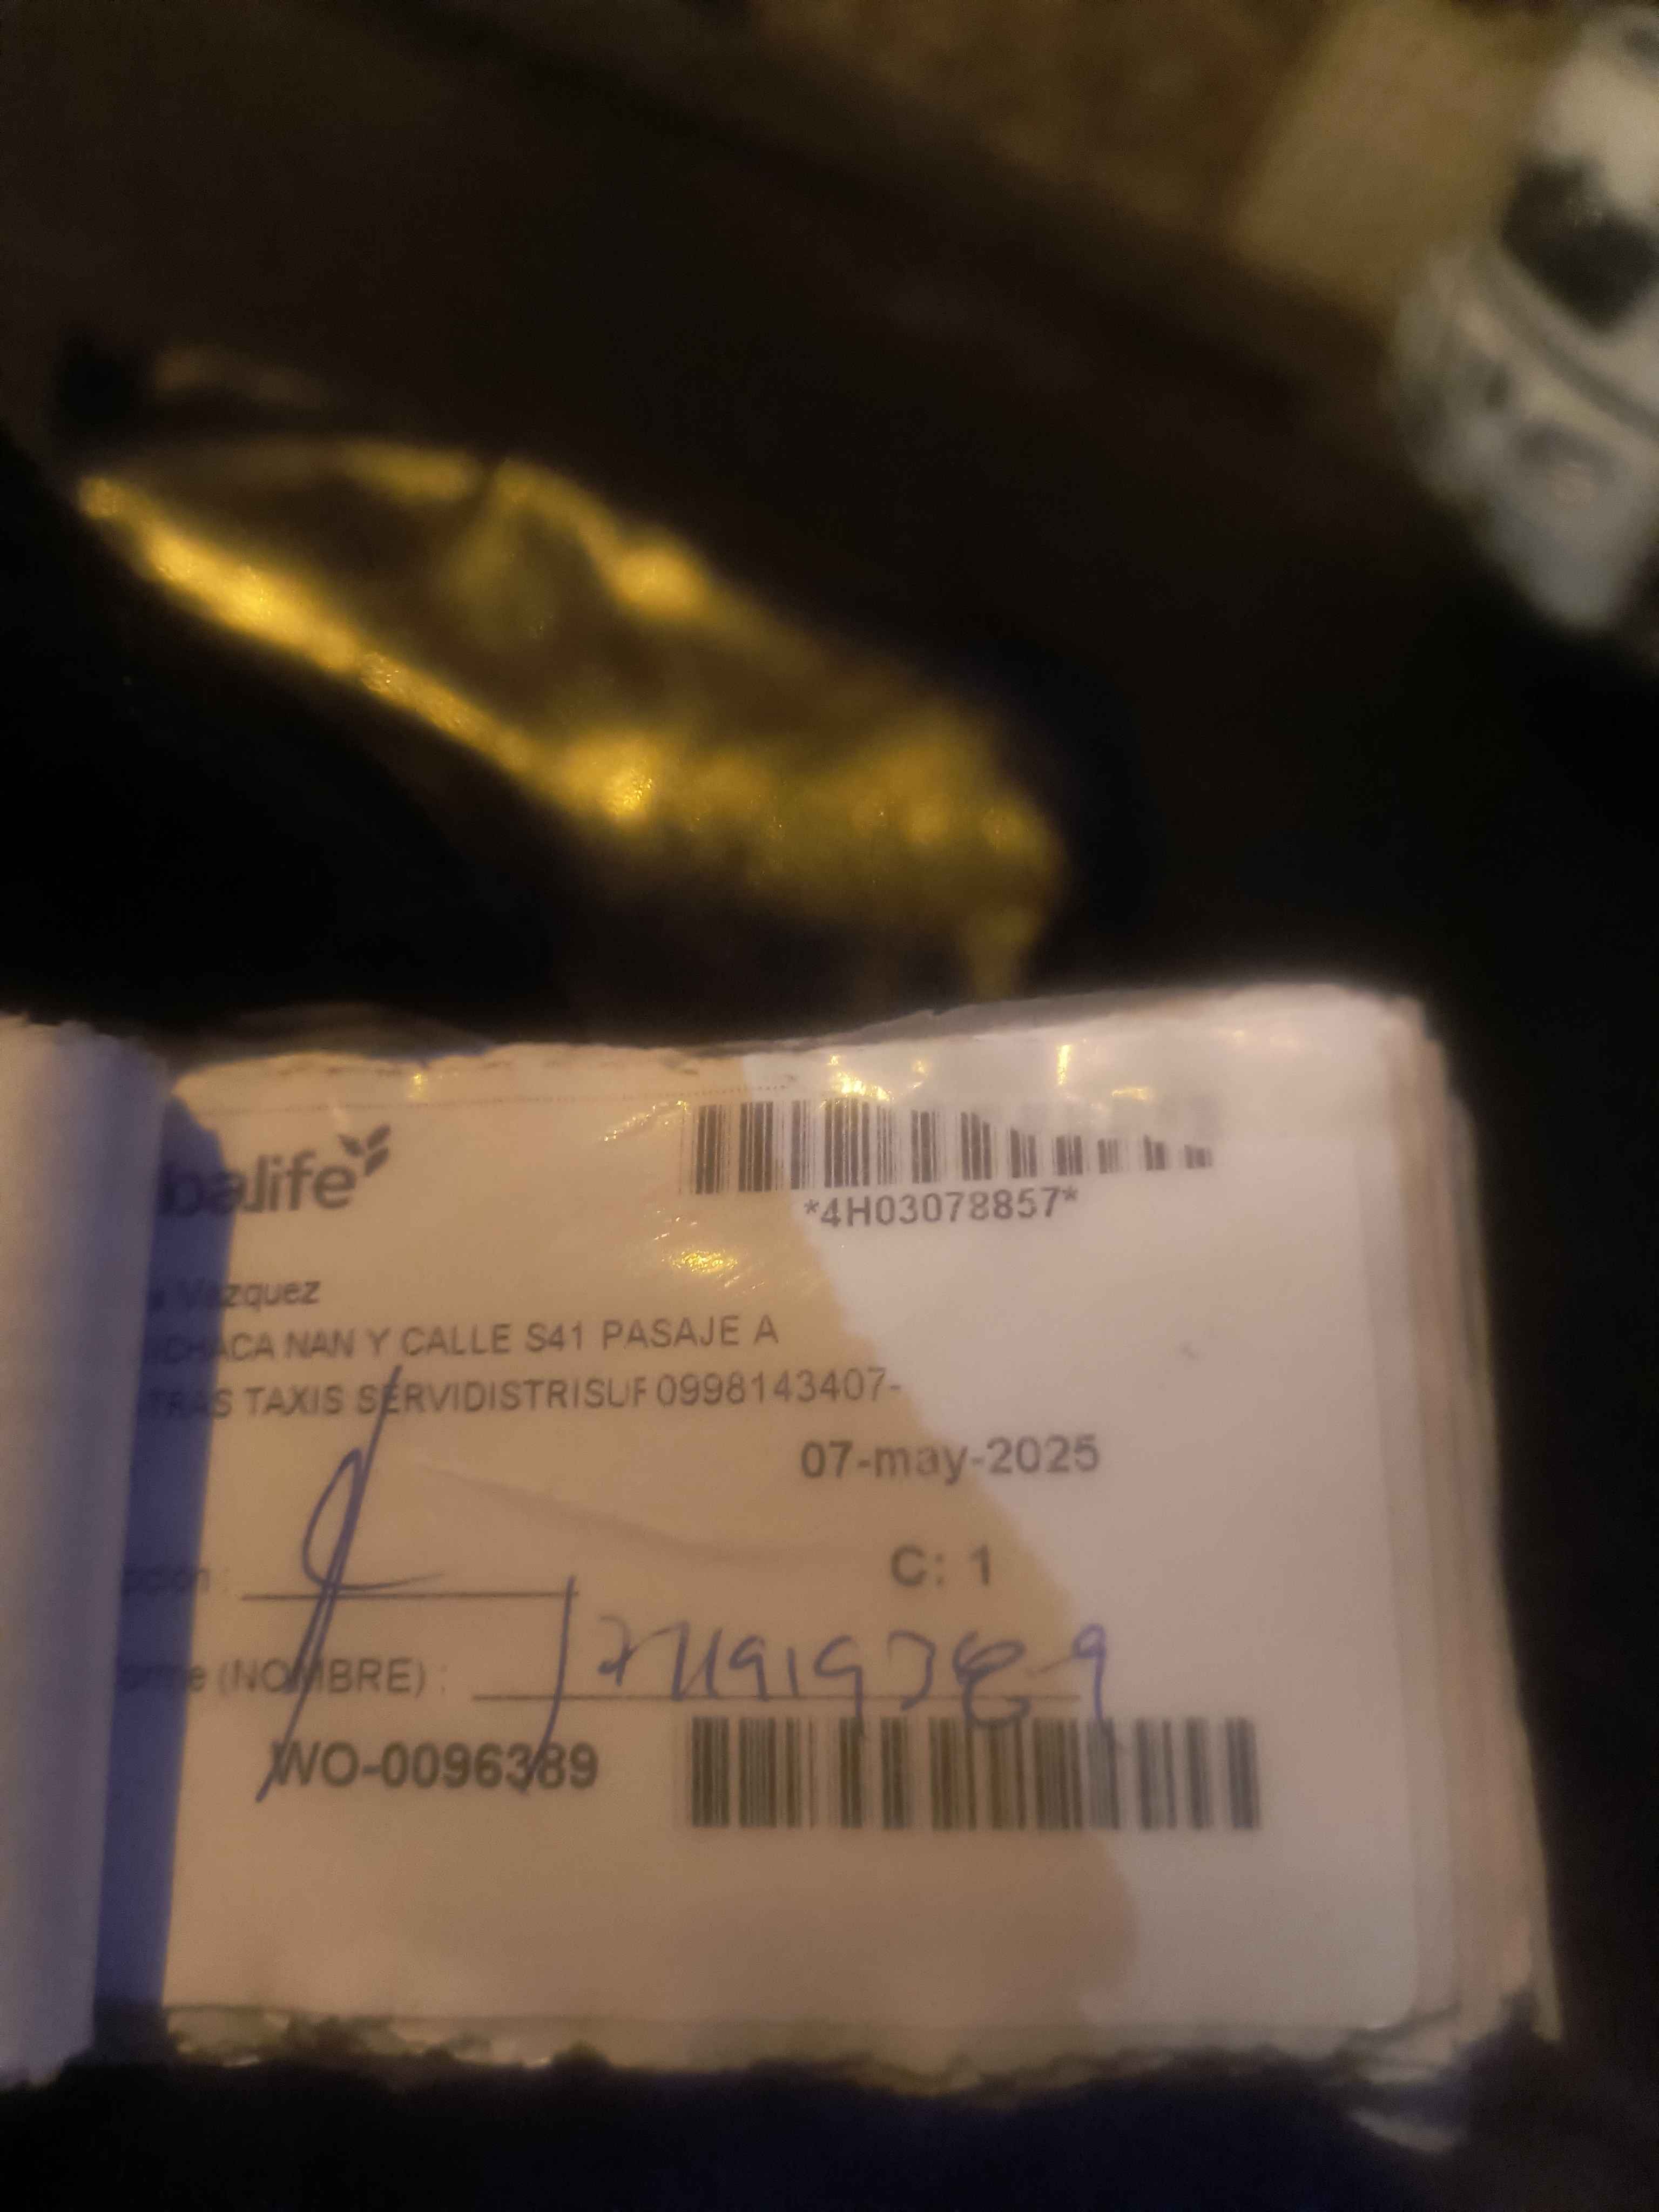 balife
*4H03078857*
Vazquez
CHACA NAN Y CALLE S41 PASAJE A
TRAS TAXIS SERVIDISTRISUF 0998143407-
07-may-2025
C: 1
(NOMBRE) :
WO-0096389